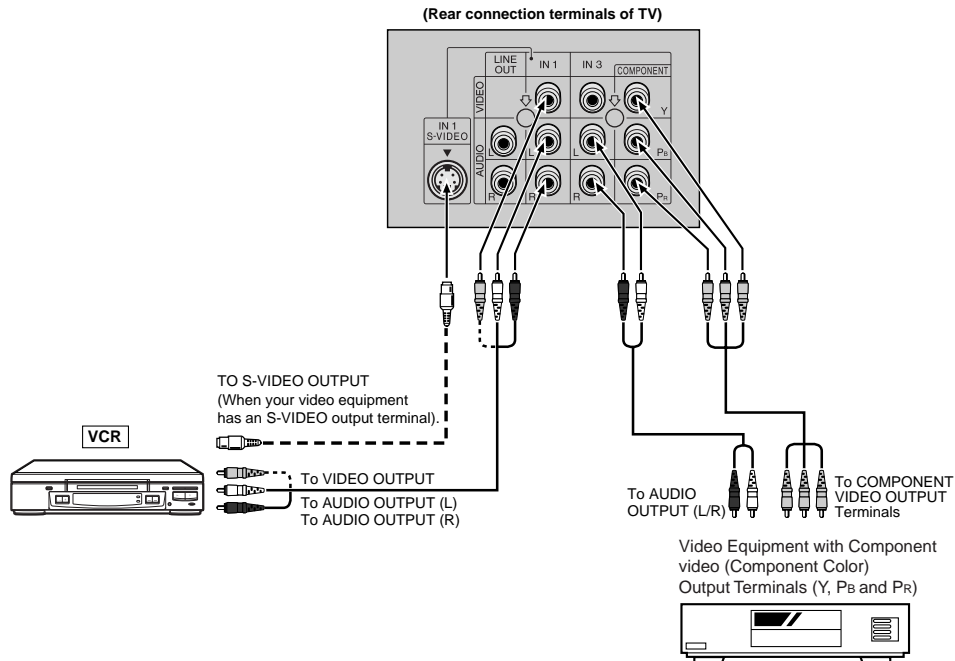 (Rear connection terminals of TV)
LINE
OUT
IN 1
IN 3
COMPONENT
VIDEO
Y
IN 1
S-VIDEO
AUDIO
L
L
L
PB
R
R
R
PR
TO S-VIDEO OUTPUT
(When your video equipment
has an S-VIDEO output terminal).
VCR
To VIDEO OUTPUT
To AUDIO OUTPUT (L)
To AUDIO OUTPUT (R)
To AUDIO
OUTPUT (L/R)
To COMPONENT
VIDEO OUTPUT
Terminals
Video Equipment with Component
video (Component Color)
Output Terminals (Y, PB and PR)